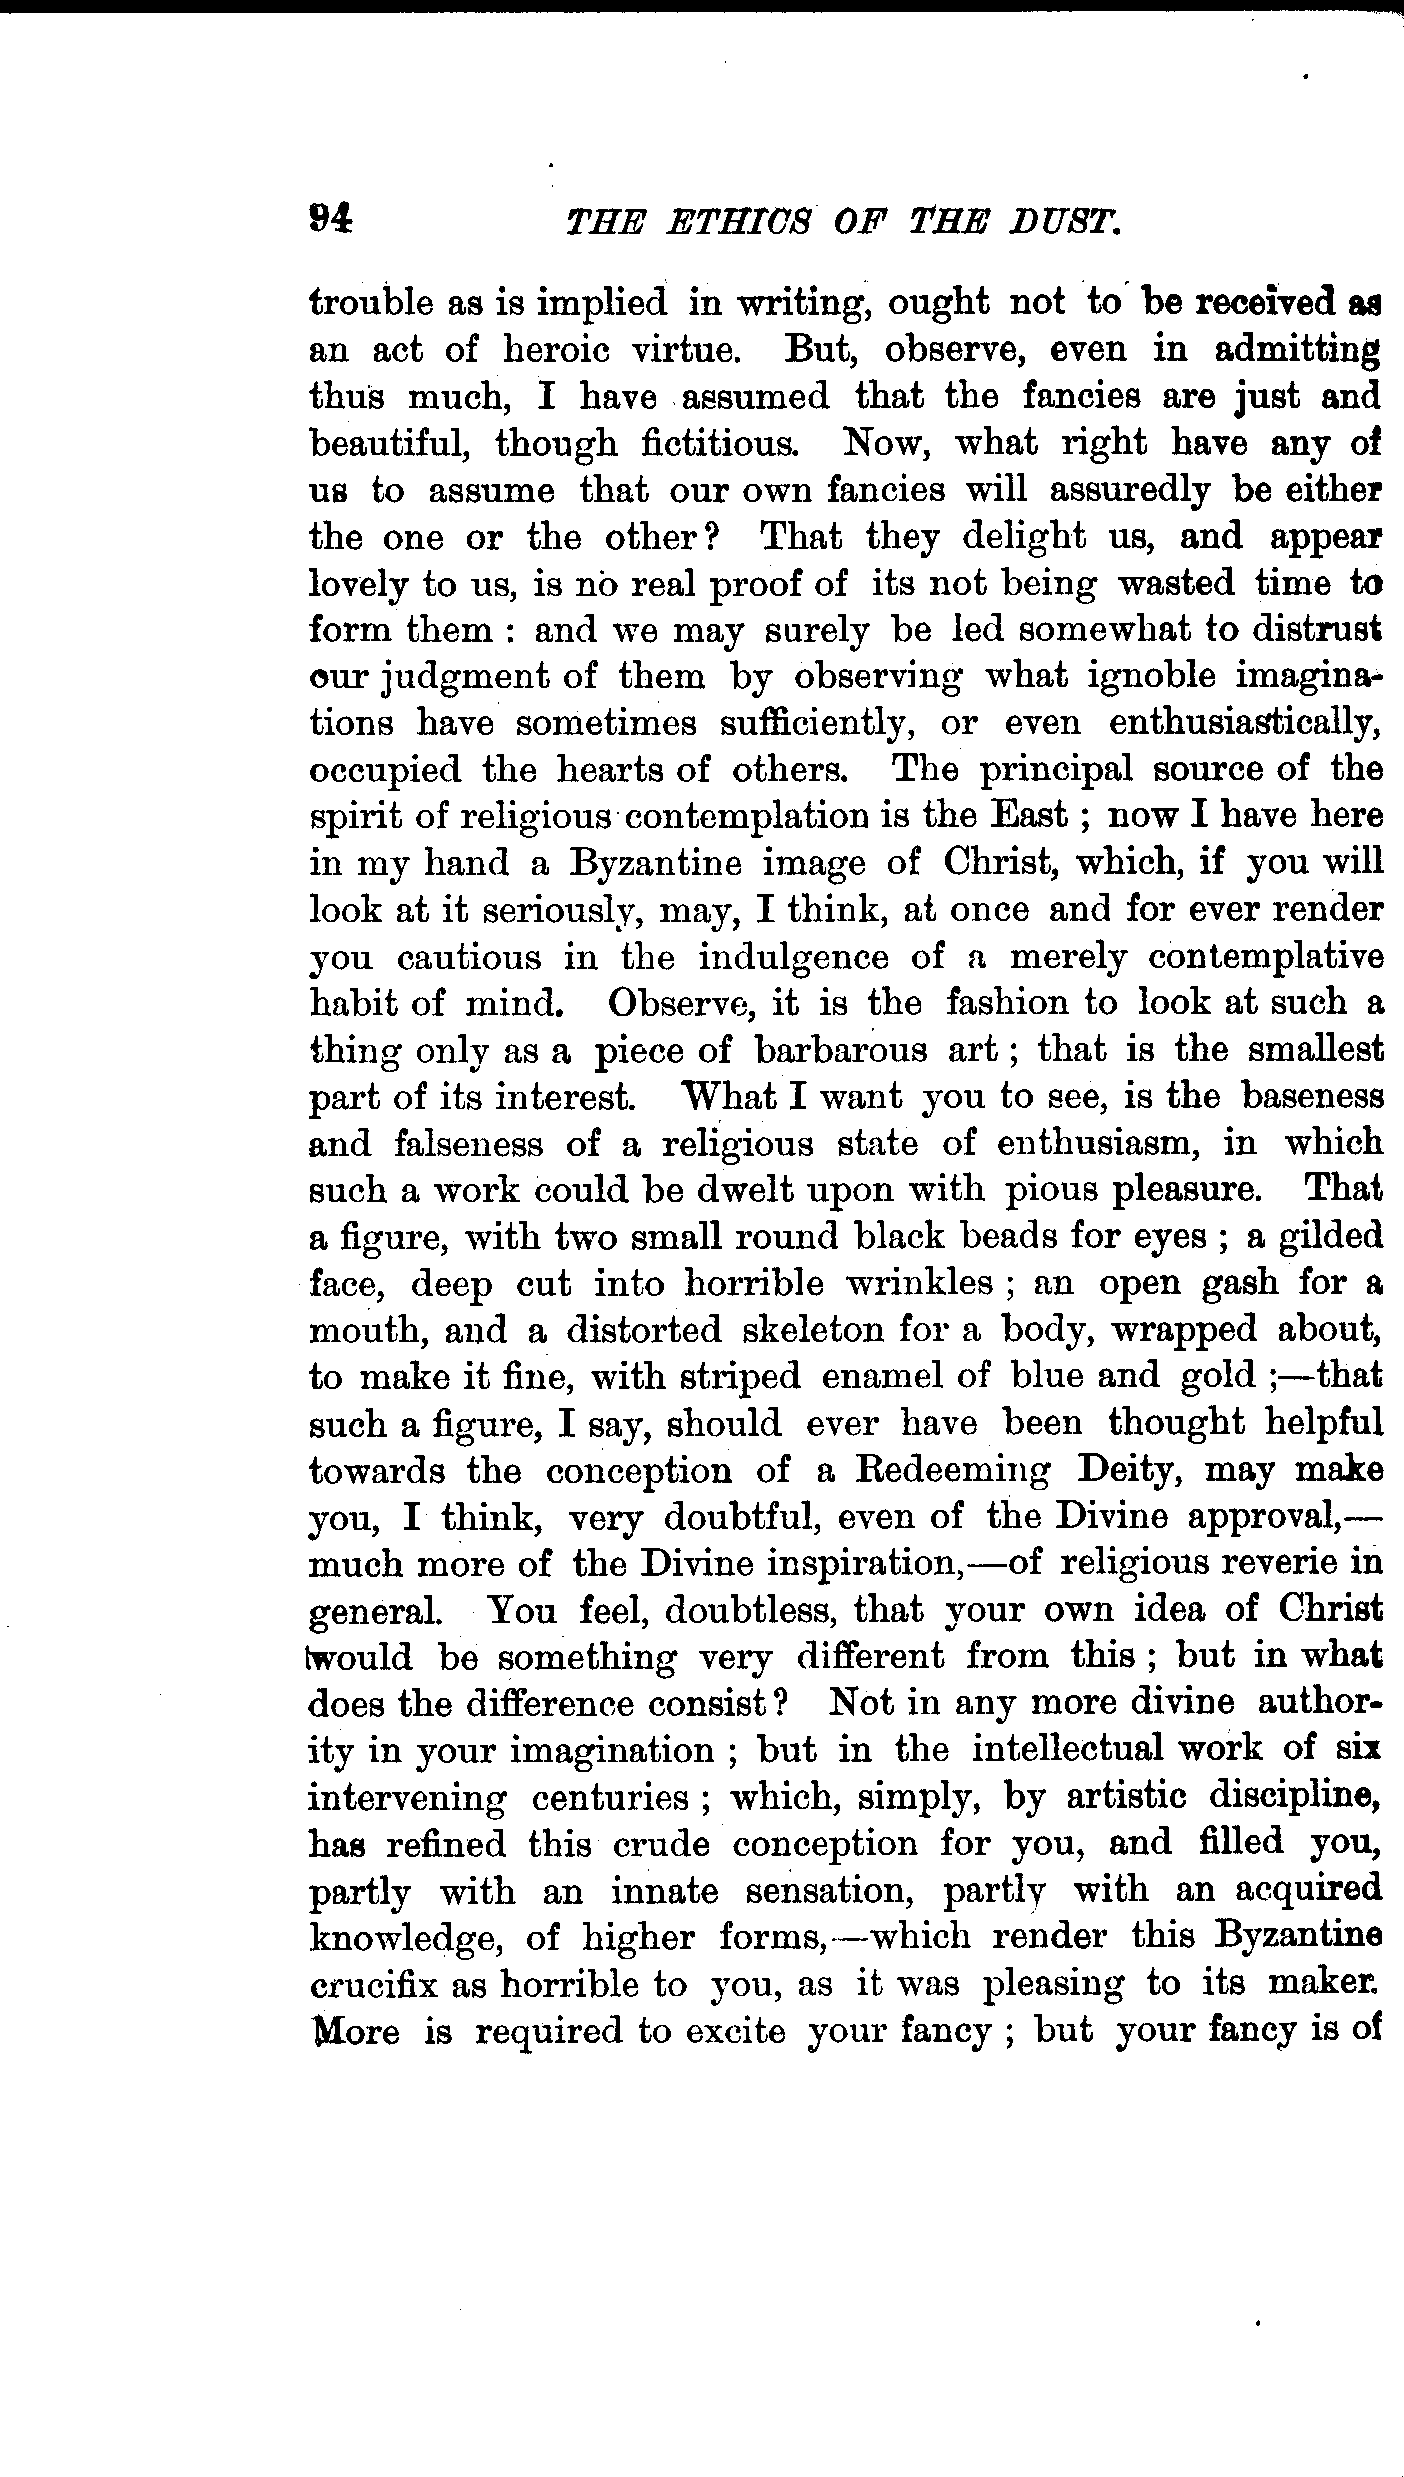 94 THE ETHICS OF THE DUST.
trouble as is implied in writing, ought not to be received as
an act of heroic virtue. But, observe, even in admitting
thus much, I have assumed that the fancies are just and
beautiful, though fictitious. Now, what right have any of
us to assume that our own fancies will assuredly be either
the one or the other? That they delight us, and appear
lovely to us, is no real proof of its not being wasted time to
form them : and we may surely be led somewhat to distrust
our judgment of them by observing what ignoble imagina-
tions have sometimes sufficiently, or even enthusiastically,
occupied the hearts of others. The principal source of the
spirit of religious contemplation is the East ; now I have here
in my hand a Byzantine image of Christ, which, if you will
look at it seriously, may, I think, at once and for ever render
you cautious in the indulgence of a merely contemplative
habit of mind. Observe, it is the fashion to look at such a
thing only as a piece of barbarous art ; that is the smallest
part of its interest. What I want you to see, is the baseness
and falseness of a religious state of enthusiasm, in which
such a work could be dwelt upon with pious pleasure. That
a figure, with two small round black beads for eyes ; a gilded
face, deep cut into horrible wrinkles ; an open gash for a
mouth, and a distorted skeleton for a body, wrapped about,
to make it fine, with striped enamel of blue and gold ;—that
such a figure, I say, should ever have been thought helpful
towards the conception of a Redeeming Deity, may make
you, I think, very doubtful, even of the Divine approval,—
much more of the Divine inspiration,—of religious reverie in
general. You feel, doubtless, that your own idea of Christ
would be something very different from this ; but in what
does the difference consist? Not in any more divine author-
ity in your imagination ; but in the intellectual work of six
intervening centuries ; which, simply, by artistic discipline,
has refined this crude conception for you, and filled you,
partly with an innate sensation, partly with an acquired
knowledge, of higher forms,—which render this Byzantine
crucifix as horrible to you, as it was pleasing to its maker.
More is required to excite your fancy ; but your fancy is of